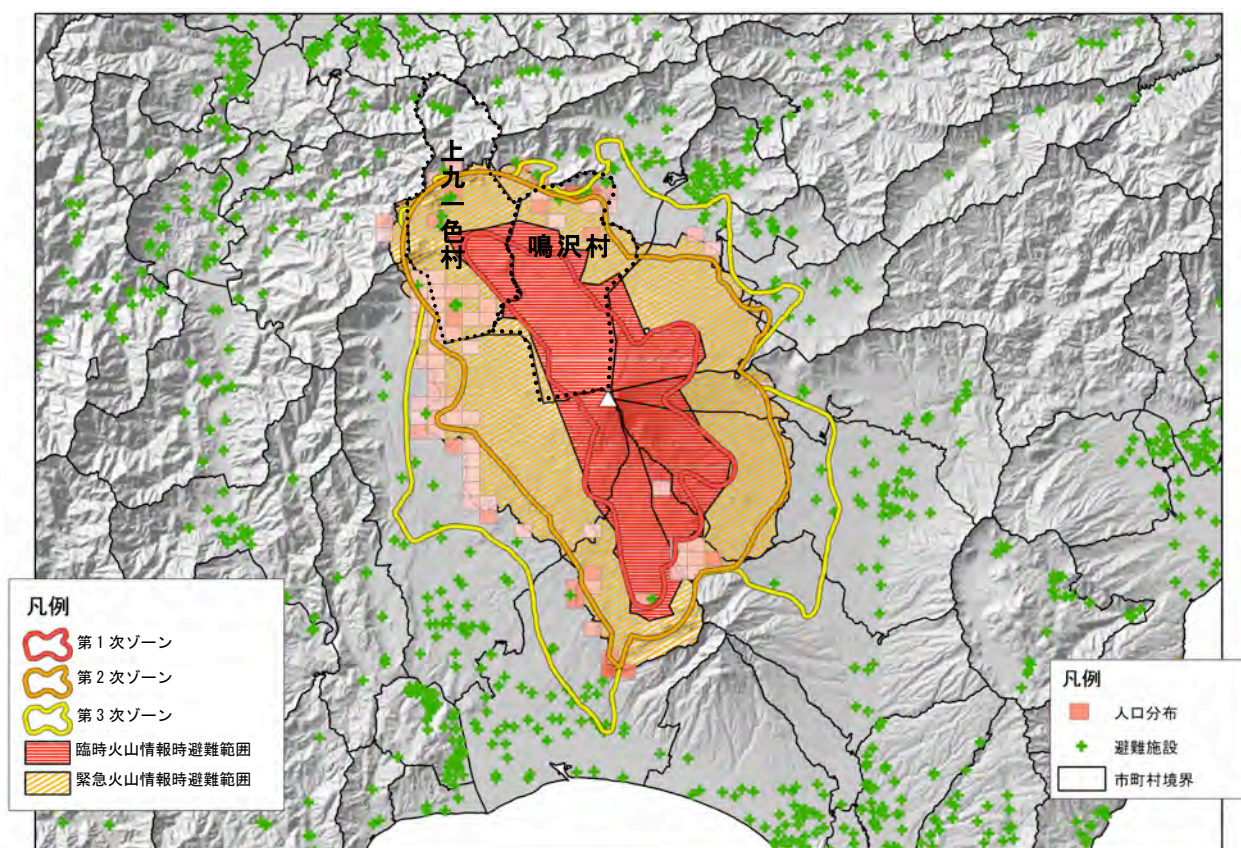 上九一色村
鳴沢村
凡例
第1次ゾーン
第2次ゾーン
第3次ゾーン
臨時火山情報時避難範囲
緊急火山情報時避難範囲
凡例
人口分布
避難施設
市町村境界